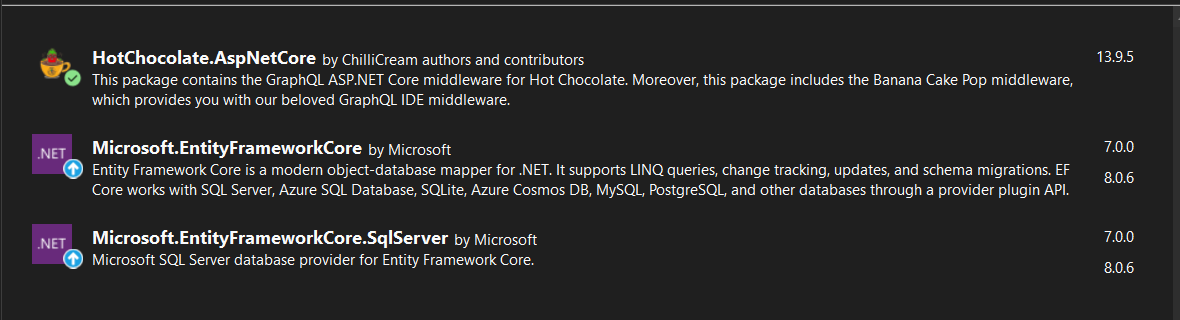 HotChocolate.AspNetCore by ChilliCream authors and contributors 13.9.5
This package contains the GraphQL ASP.NET Core middleware for Hot Chocolate. Moreover, this package includes the Banana Cake Pop middleware,
which provides you with our beloved GraphQL IDE middleware.
.NET
Microsoft.EntityFrameworkCore by Microsoft 7.0.0
Entity Framework Core is a modern object-database mapper for .NET. It supports LINQ queries, change tracking, updates, and schema migrations. EF 8.0.6
Core works with SQL Server, Azure SQL Database, SQLite, Azure Cosmos DB, MySQL, PostgreSQL, and other databases through a provider plugin API.
.NET
Microsoft.EntityFrameworkCore.SqlServer by Microsoft 7.0.0
Microsoft SQL Server database provider for Entity Framework Core. 8.0.6